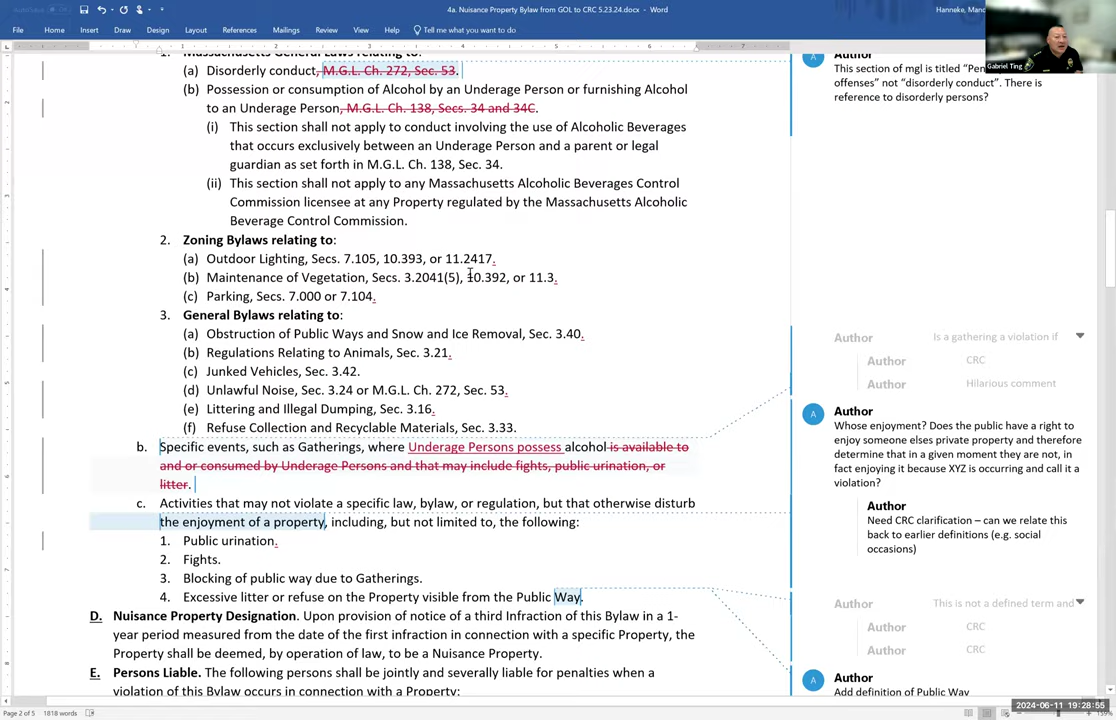 4a. Nuisance Property Bylaw from GOL to CRC 5.23.24.docx - Word
Hanneke, Man
File Home Insert Draw Design Layout References Mailings Review View Help Tell me what you want to do
Gabriel Ting
Massachusetts General Laws relating to:
(a) Disorderly conduct, M.G.L. Ch. 272, Sec. 53.
(b) Possession or consumption of Alcohol by an Underage Person or furnishing Alcohol
to an Underage Person, M.G.L. Ch. 138, Secs. 34 and 34C.
(i) This section shall not apply to conduct involving the use of Alcoholic Beverages
that occurs exclusively between an Underage Person and a parent or legal
guardian as set forth in M.G.L. Ch. 138, Sec. 34.
(ii) This section shall not apply to any Massachusetts Alcoholic Beverages Control
Commission licensee at any Property regulated by the Massachusetts Alcoholic
Beverage Control Commission.
2. Zoning Bylaws relating to:
(a) Outdoor Lighting, Secs. 7.105, 10.393, or 11.2417.
(b) Maintenance of Vegetation, Secs. 3.2041(5), 10.392, or 11.3.
(c) Parking, Secs. 7.000 or 7.104.
3. General Bylaws relating to:
(a) Obstruction of Public Ways and Snow and Ice Removal, Sec. 3.40.
(b) Regulations Relating to Animals, Sec. 3.21.
(c) Junked Vehicles, Sec. 3.42.
(d) Unlawful Noise, Sec. 3.24 or M.G.L. Ch. 272, Sec. 53.
(e) Littering and Illegal Dumping, Sec. 3.16.
(f) Refuse Collection and Recyclable Materials, Sec. 3.33.
b. Specific events, such as Gatherings, where Underage Persons possess alcohol is available to
and or consumed by Underage Persons and that may include fights, public urination, or
litter.
c. Activities that may not violate a specific law, bylaw, or regulation, but that otherwise disturb
the enjoyment of a property, including, but not limited to, the following:
1. Public urination.
2. Fights.
3. Blocking of public way due to Gatherings.
4. Excessive litter or refuse on the Property visible from the Public Way.
D. Nuisance Property Designation. Upon provision of notice of a third Infraction of this Bylaw in a 1-
year period measured from the date of the first infraction in connection with a specific Property, the
Property shall be deemed, by operation of law, to be a Nuisance Property.
E. Persons Liable. The following persons shall be jointly and severally liable for penalties when a
violation of this Bylaw occurs in connection with a Property:
Author
This section of mgl is titled "Pen
offenses" not "disorderly conduct". There is
reference to disorderly persons?
Author Is a gathering a violation if
Author CRC
Author Hilarious comment
A Author
Whose enjoyment? Does the public have a right to
enjoy someone elses private property and therefore
determine that in a given moment they are not, in
fact enjoying it because XYZ is occurring and call it a
violation?
Author
Need CRC clarification – can we relate this
back to earlier definitions (e.g. social
occasions)
Author This is not a defined term and
Author CRC
Author CRC
A Author
Add definition of Public Way
Page 2 of 5 1818 words
2024-06-11 19:28:55